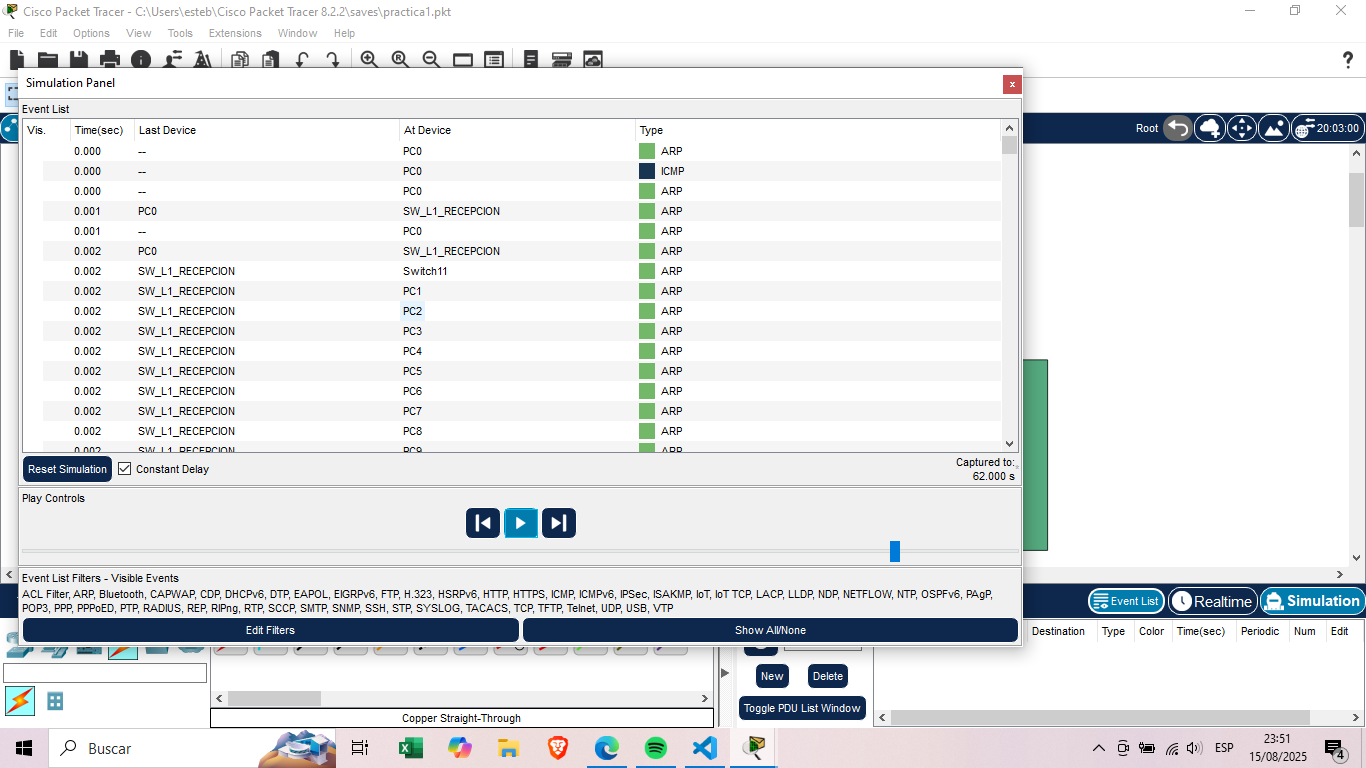 Cisco Packet Tracer - C:\Users\esteb\Cisco Packet Tracer 8.2.2\saves\practica1.pkt
File Edit Options View Tools Extensions Window Help
?
Simulation Panel x
Event List
Vis. Time(sec) Last Device At Device Type
Root 20:03:00
0.000 -- PC0 ARP
0.000 -- PC0 ICMP
0.000 -- PC0 ARP
0.001 PC0 SW_L1_RECEPCION ARP
0.001 -- PC0 ARP
0.002 PC0 SW_L1_RECEPCION ARP
0.002 SW_L1_RECEPCION Switch11 ARP
0.002 SW_L1_RECEPCION PC1 ARP
0.002 SW_L1_RECEPCION PC2 ARP
0.002 SW_L1_RECEPCION PC3 ARP
0.002 SW_L1_RECEPCION PC4 ARP
0.002 SW_L1_RECEPCION PC5 ARP
0.002 SW_L1_RECEPCION PC6 ARP
0.002 SW_L1_RECEPCION PC7 ARP
0.002 SW_L1_RECEPCION PC8 ARP
0.002 SW_L1_RECEPCION PC9 ARP
Reset Simulation Constant Delay Captured to:
62.000 s
Play Controls
Event List Filters - Visible Events
ACL Filter, ARP, Bluetooth, CAPWAP, CDP, DHCPv6, DTP, EAPOL, EIGRPv6, FTP, H.323, HSRPv6, HTTP, HTTPS, ICMP, ICMPv6, IPSec, ISAKMP, IoT, IoT TCP, LACP, LLDP, NDP, NETFLOW, NTP, OSPFv6, PAgP,
POP3, PPP, PPPoED, PTP, RADIUS, REP, RIPng, RTP, SCCP, SMTP, SNMP, SSH, STP, SYSLOG, TACACS, TCP, TFTP, Telnet, UDP, USB, VTP
Edit Filters Show All/None
Event List Realtime Simulation
Destination Type Color Time(sec) Periodic Num Edit
New Delete
Toggle PDU List Window
Copper Straight-Through
Buscar
ESP
23:51
15/08/2025
4